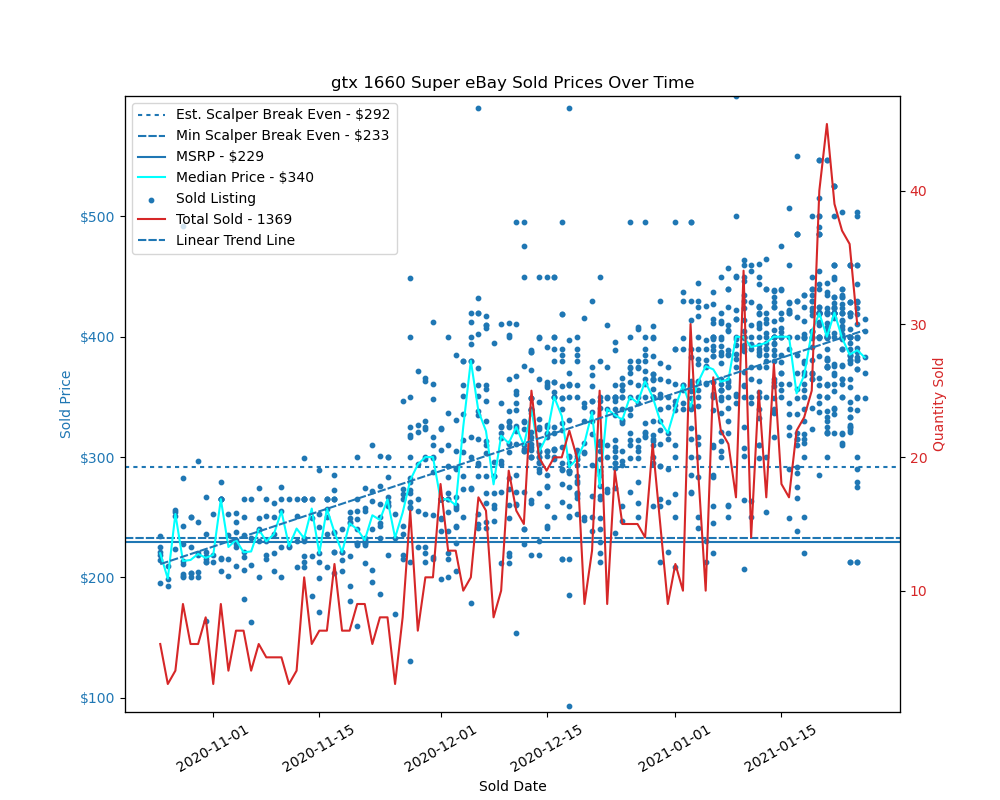 gtx 1660 Super eBay Sold Prices Over Time
Est. Scalper Break Even - $292
Min Scalper Break Even - $233
MSRP - $229
Median Price - $340
Sold Listing
Total Sold - 1369
Linear Trend Line
$500
$400
$300
$200
$100
Sold Price
40
30
20
10
Quantity Sold
2020-11-01
2020-11-15
2020-12-01
2020-12-15
2021-01-01
2021-01-15
Sold Date